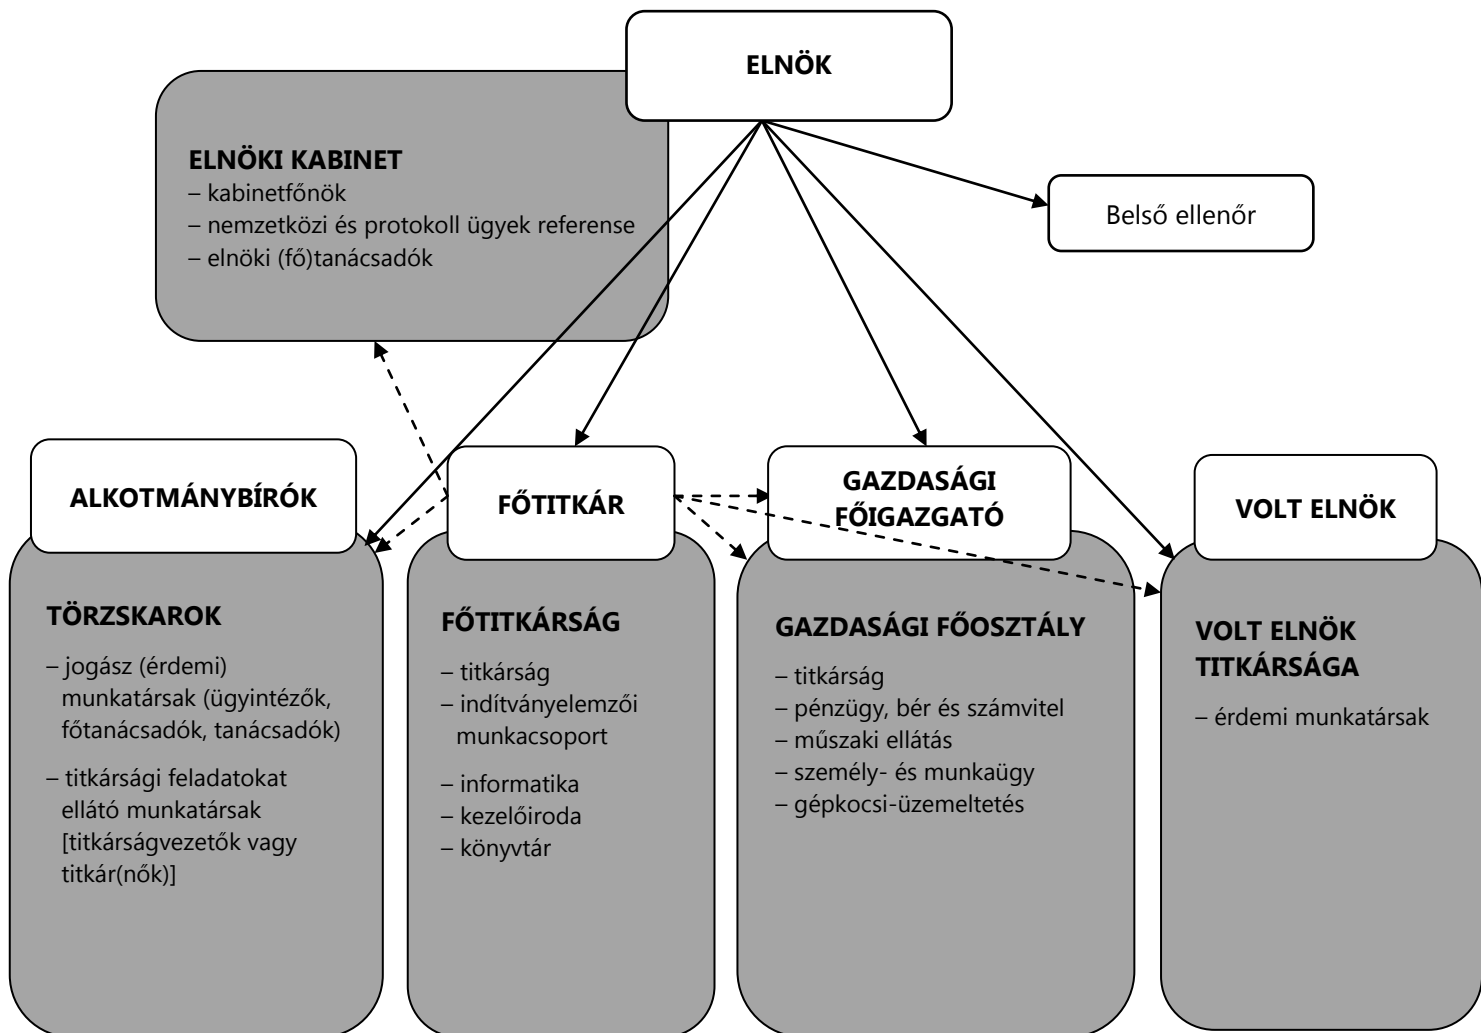 ELNÖK
ELNÖKI KABINET
– kabinetfőnök
– nemzetközi és protokoll ügyek referense
– elnöki (fő)tanácsadók
Belső ellenőr
ALKOTMÁNYBÍRÓK
TÖRZSKAROK
– jogász (érdemi)
munkatársak (ügyintézők,
főtanácsadók, tanácsadók)
– titkársági feladatokat
ellátó munkatársak
[titkárságvezetők vagy
titkár(nők)]
FŐTITKÁR
FŐTITKÁRSÁG
– titkárság
– indítványelemzői
munkacsoport
– informatika
– kezelőiroda
– könyvtár
GAZDASÁGI
FŐIGAZGATÓ
GAZDASÁGI FŐOSZTÁLY
– titkárság
– pénzügy, bér és számvitel
– műszaki ellátás
– személy- és munkaügy
– gépkocsi-üzemeltetés
VOLT ELNÖK
VOLT ELNÖK
TITKÁRSÁGA
– érdemi munkatársak